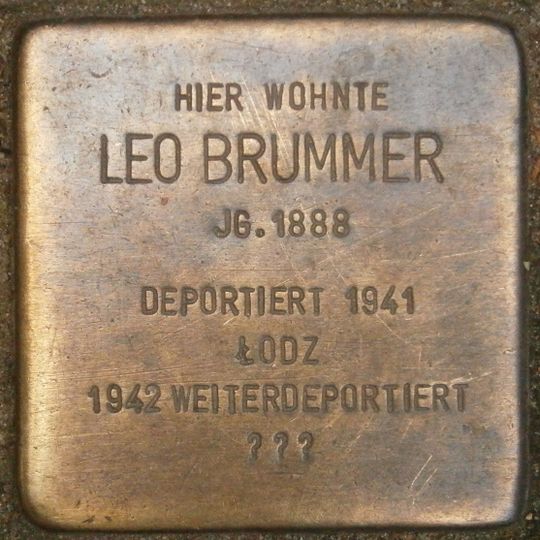 HIER WOHNTE
LEO BRUMMER
JG. 1888
DEPORTIERT 1941
ŁODZ
1942 WEITERDEPORTIERT
???